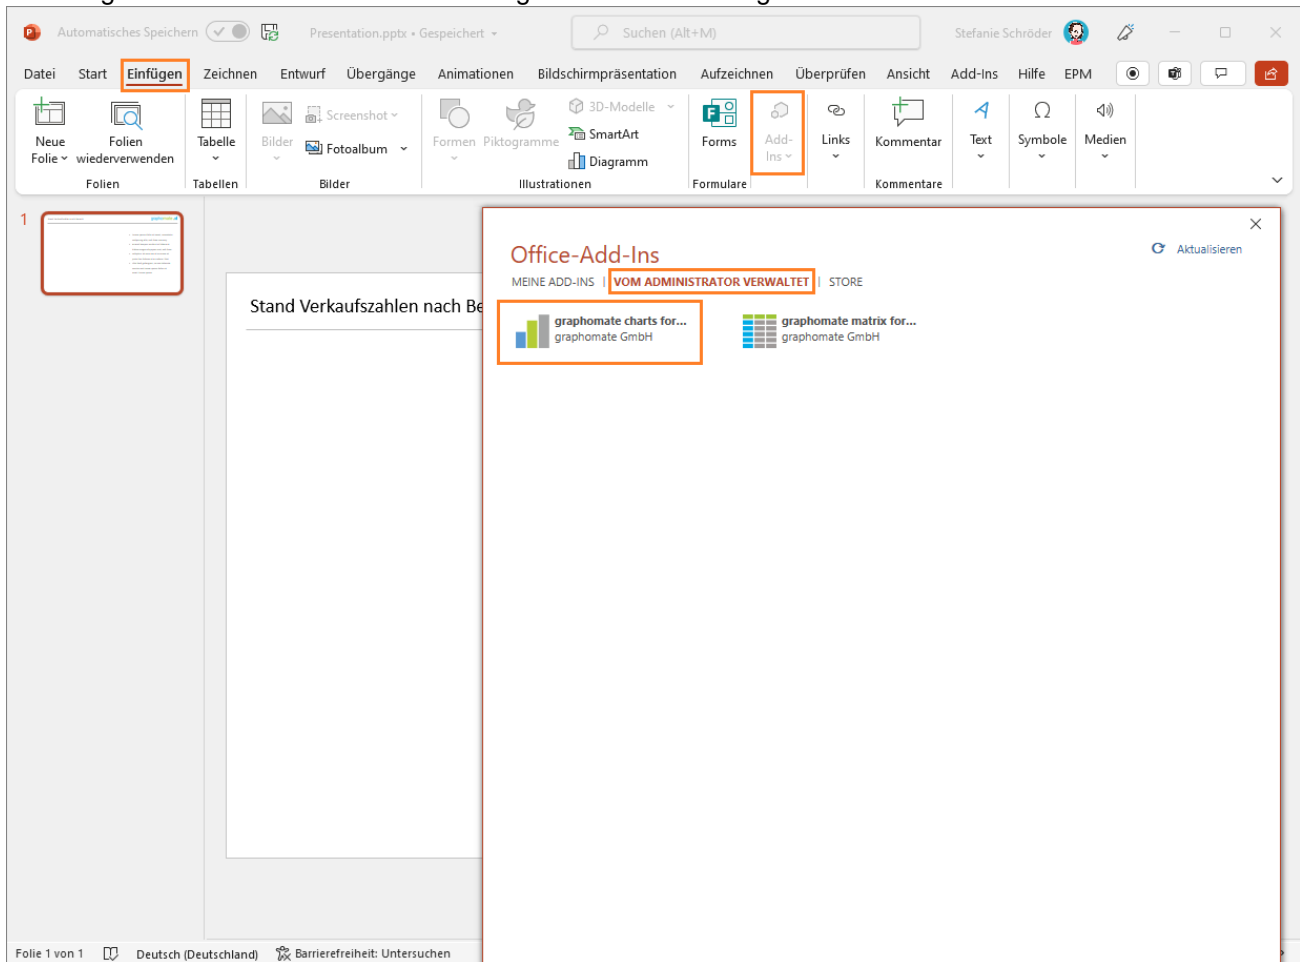 Automatisches Speichern
Presentation.pptx • Gespeichert
Suchen (Alt+M)
Stefanie Schröder
Datei Start Einfügen Zeichnen Entwurf Übergänge Animationen Bildschirmpräsentation Aufzeichnen Überprüfen Ansicht Add-Ins Hilfe EPM
Neue Folie
Folien wiederverwenden
Folien
Tabelle
Tabellen
Bilder
Screenshot
Fotoalbum
Bilder
Formen
Piktogramme
3D-Modelle
SmartArt
Diagramm
Illustrationen
Forms
Formulare
Add-
Ins
Links
Kommentar
Kommentare
Text
Symbole
Medien
1
Stand Verkaufszahlen nach Be
Office-Add-Ins
Aktualisieren
MEINE ADD-INS | VOM ADMINISTRATOR VERWALTET | STORE
graphomate charts for...
graphomate GmbH
graphomate matrix for...
graphomate GmbH
Folie 1 von 1 Deutsch (Deutschland) Barrierefreiheit: Untersuchen